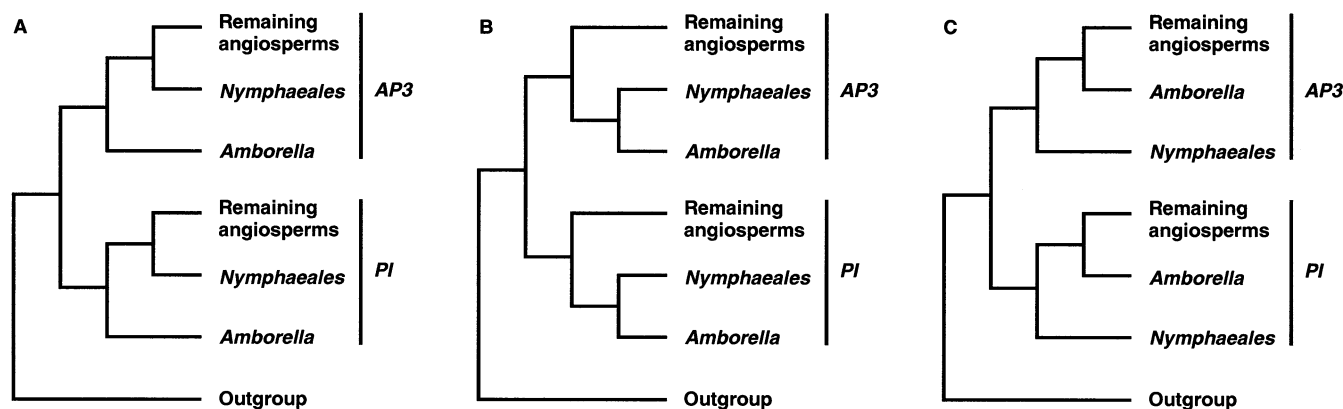 A
Remaining
angiosperms
Nymphaeales
AP3
Amborella
Remaining
angiosperms
Nymphaeales
PI
Amborella
Outgroup
B
Remaining
angiosperms
Nymphaeales
AP3
Amborella
Remaining
angiosperms
Nymphaeales
PI
Amborella
Outgroup
C
Remaining
angiosperms
Amborella
AP3
Nymphaeales
Remaining
angiosperms
Amborella
PI
Nymphaeales
Outgroup